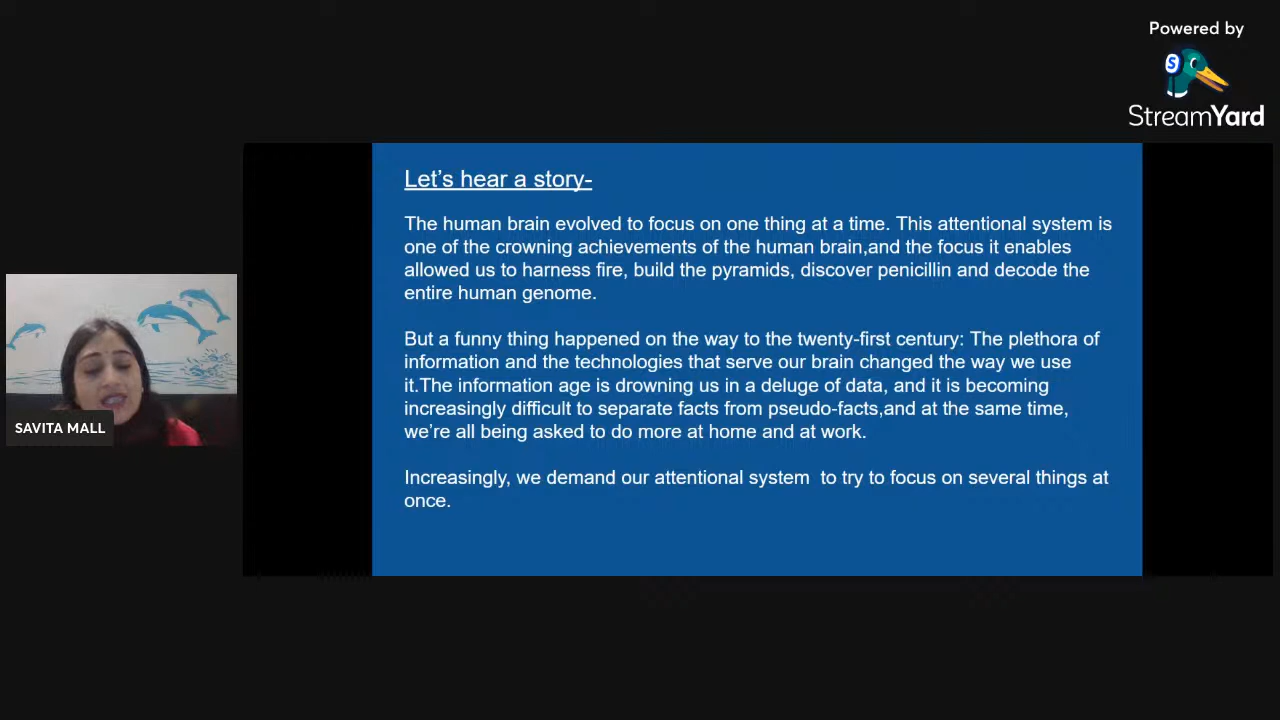 Powered by
S
StreamYard
Let’s hear a story-
The human brain evolved to focus on one thing at a time. This attentional system is
one of the crowning achievements of the human brain,and the focus it enables
allowed us to harness fire, build the pyramids, discover penicillin and decode the
entire human genome.
But a funny thing happened on the way to the twenty-first century: The plethora of
information and the technologies that serve our brain changed the way we use
it.The information age is drowning us in a deluge of data, and it is becoming
increasingly difficult to separate facts from pseudo-facts,and at the same time,
we’re all being asked to do more at home and at work.
Increasingly, we demand our attentional system  to try to focus on several things at
once.
SAVITA MALL